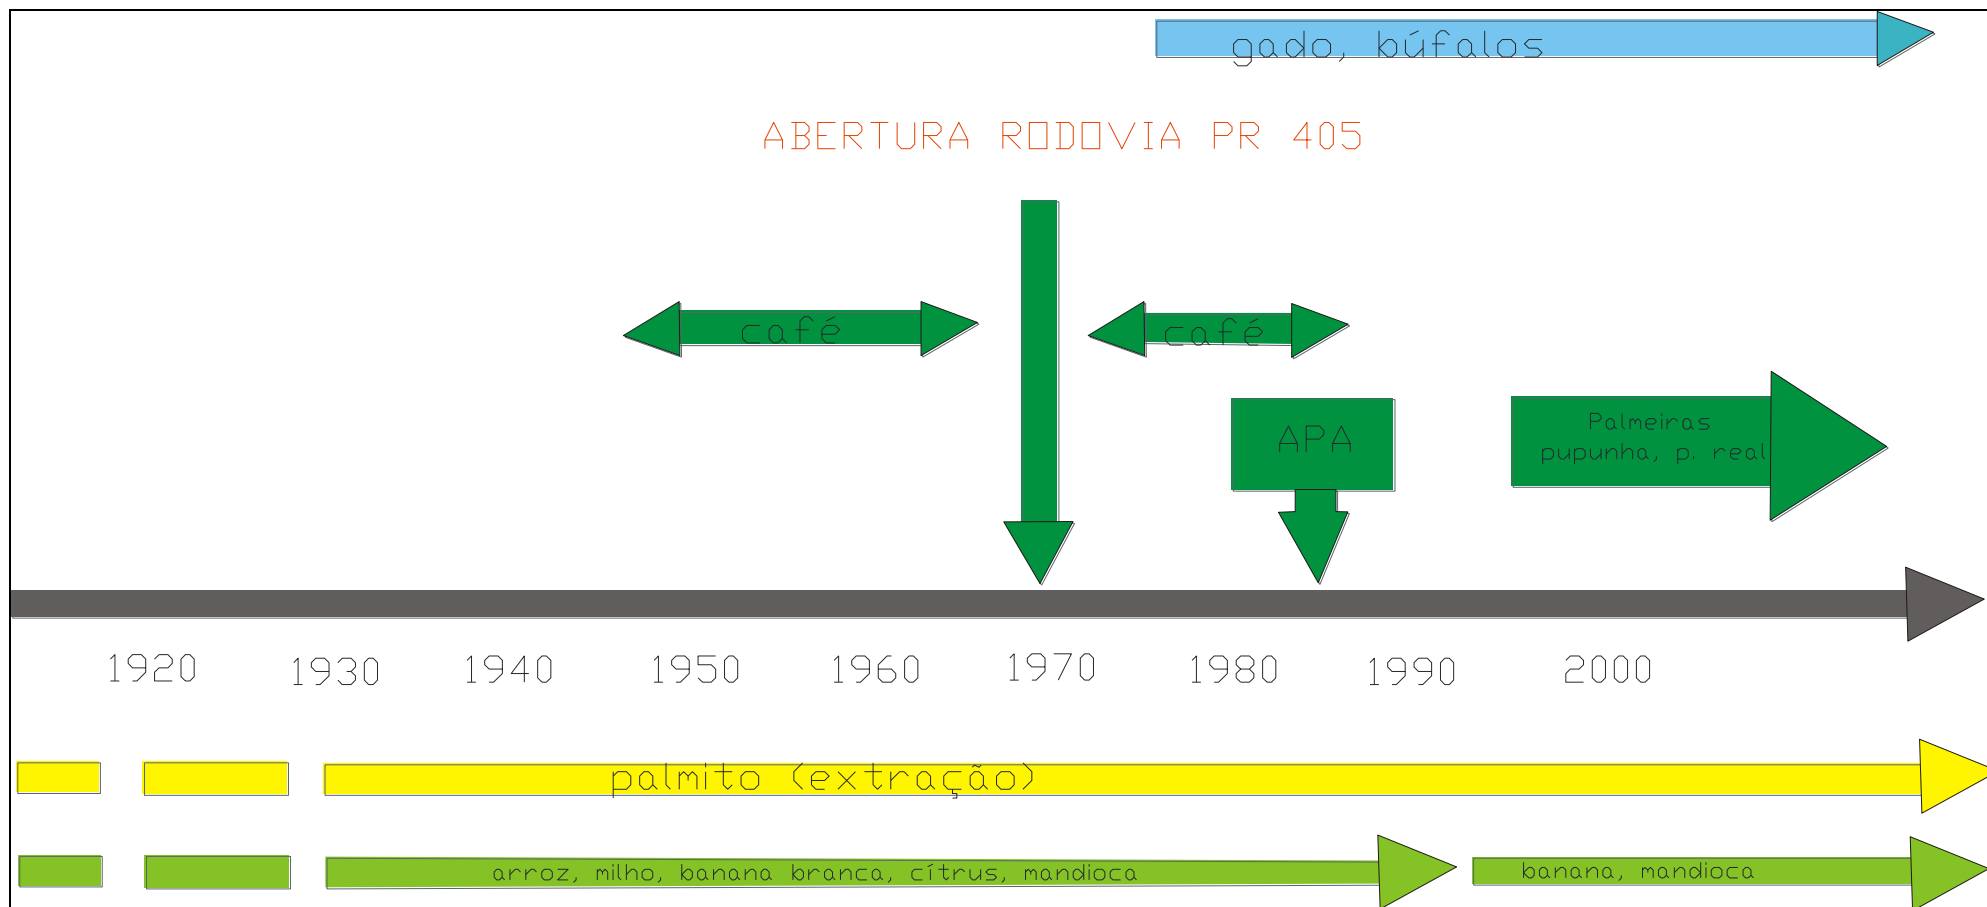 gado, búfalos
ABERTURA RODOVIA PR 405
café
café
APA
Palmeiras
pupunha, p. real
1920 1930 1940 1950 1960 1970 1980 1990 2000
palmito (extração)
arroz, milho, banana branca, cítrus, mandioca
banana, mandioca